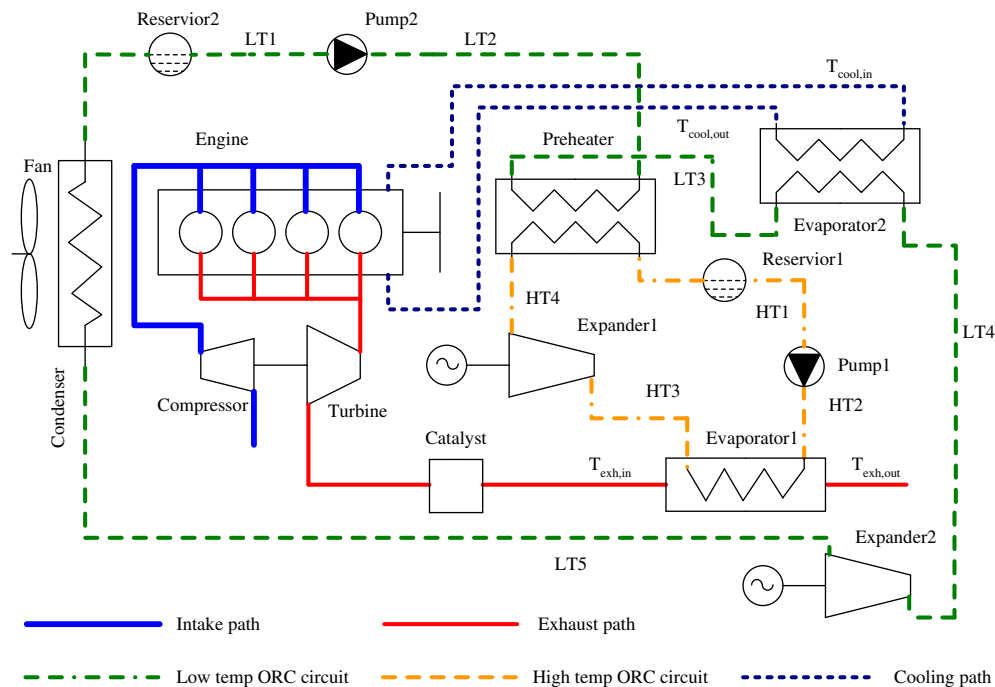 Reservior2
Pump2
LT1
LT2
T_cool,in
T_cool,out
Engine
Preheater
Fan
LT3
Evaporator2
Reservior1
HT4
HT1
Expander1
LT4
Pump1
HT3
HT2
Compressor
Turbine
Condenser
Catalyst
Evaporator1
T_exh,in
T_exh,out
Expander2
LT5
Intake path
Exhaust path
Low temp ORC circuit
High temp ORC circuit
Cooling path